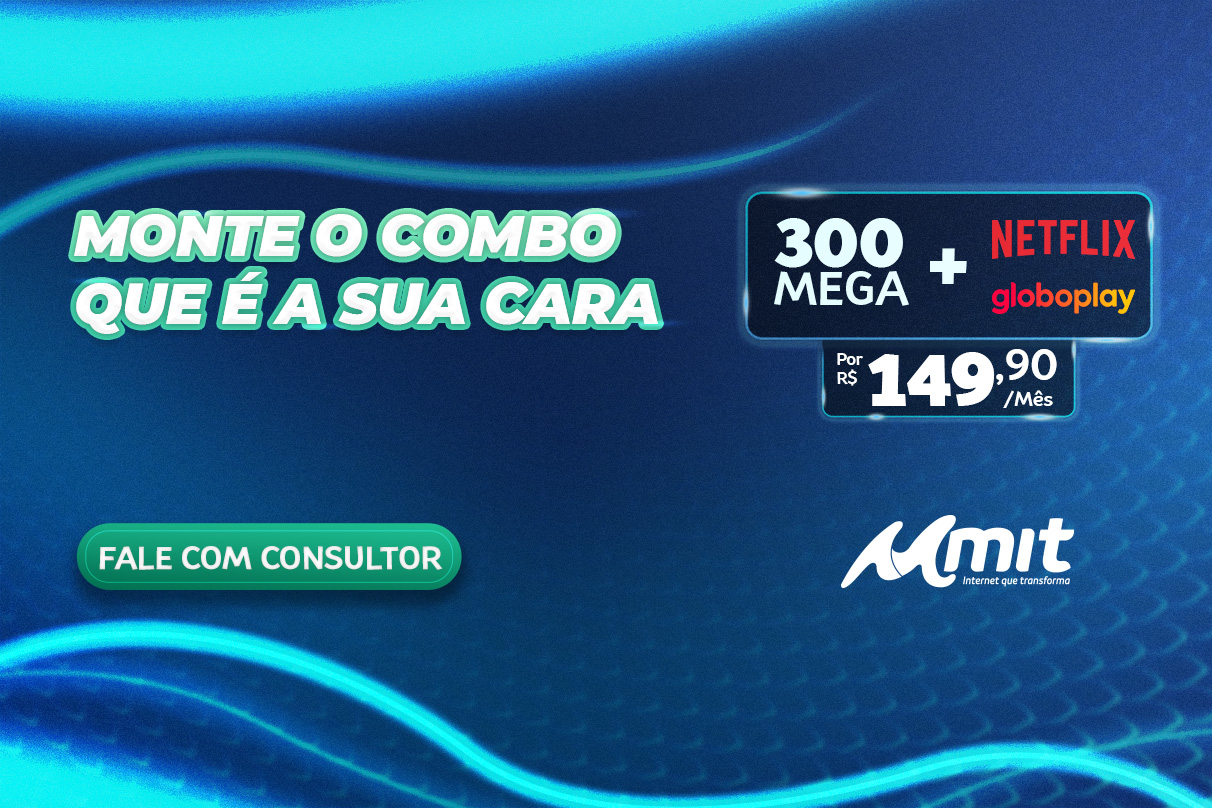 MONTE O COMBO
QUE É A SUA CARA
300
MEGA
+
NETFLIX
globoplay
Por
R$
149,90
/Mês
FALE COM CONSULTOR
mit
Internet que transforma